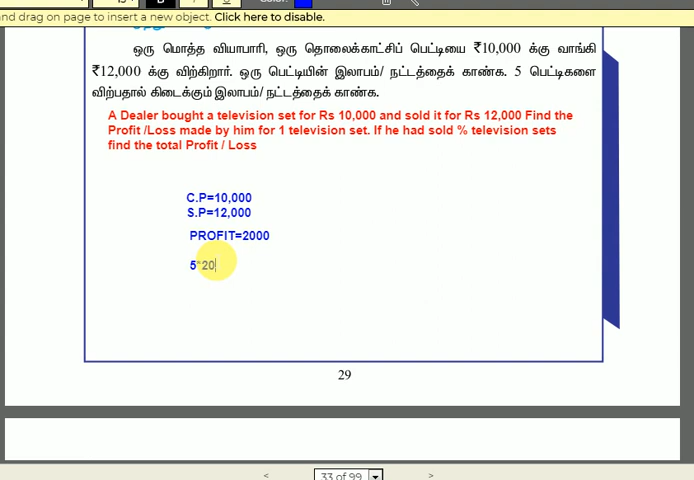 and drag on page to insert a new object. Click here to disable.
ஒரு மொத்த வியாபாரி, ஒரு தொலைக்காட்சிப் பெட்டியை ₹10,000 க்கு வாங்கி
₹12,000 க்கு விற்கிறார். ஒரு பெட்டியின் இலாபம்/ நட்டத்தைக் காண்க. 5 பெட்டிகளை
விற்பதால் கிடைக்கும் இலாபம்/ நட்டத்தைக் காண்க.
A Dealer bought a television set for Rs 10,000 and sold it for Rs 12,000 Find the
Profit /Loss made by him for 1 television set. If he had sold % television sets
find the total Profit / Loss
C.P=10,000
S.P=12,000
PROFIT=2000
5*20
29
< 33 of 99 >